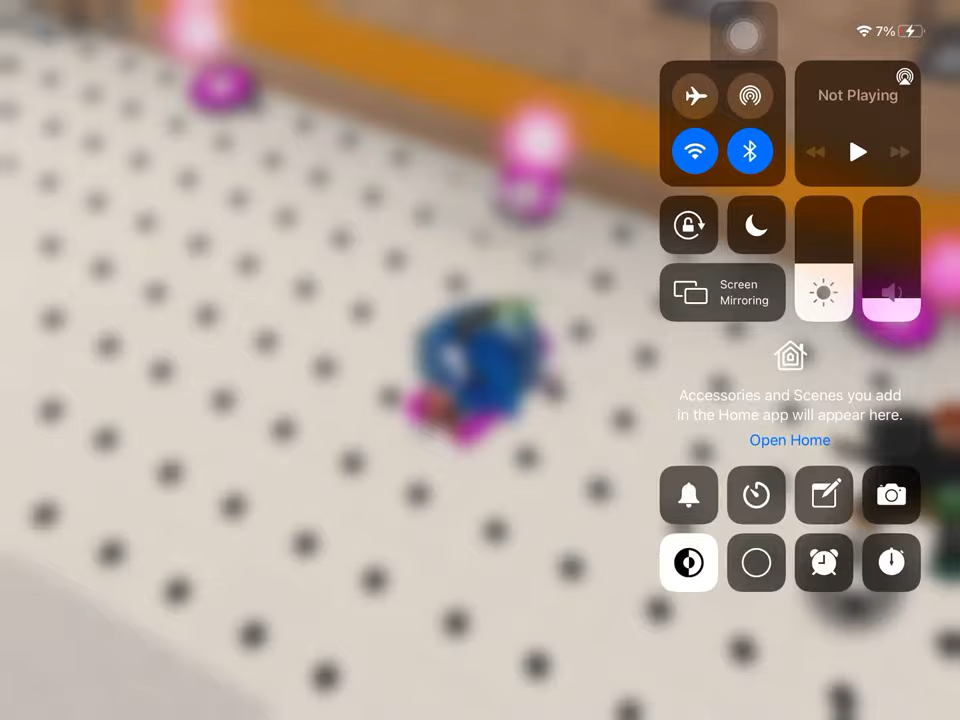 7%
Not Playing
Screen
Mirroring
Accessories and Scenes you add
in the Home app will appear here.
Open Home